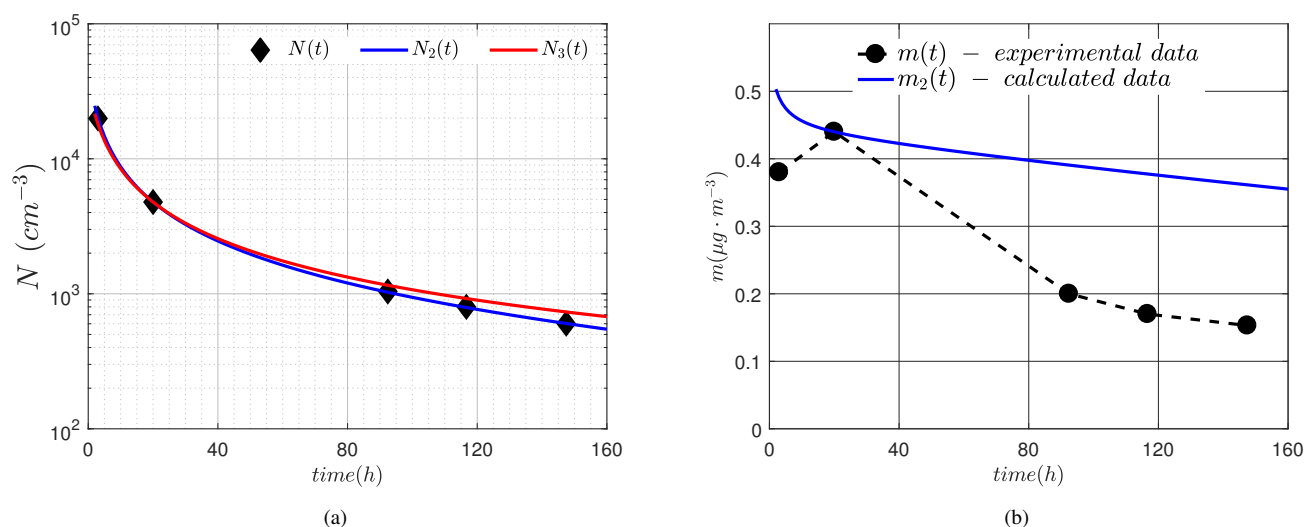 10^5
N(t) N_2(t) N_3(t)
10^4
N (cm^{-3})
10^3
10^2
0 40 80 120 160
time(h)
(a)
m(t) − experimental data
m_2(t) − calculated data
0.5
0.4
0.3
m(μg · m^{-3})
0.2
0.1
0
0 40 80 120 160
time(h)
(b)